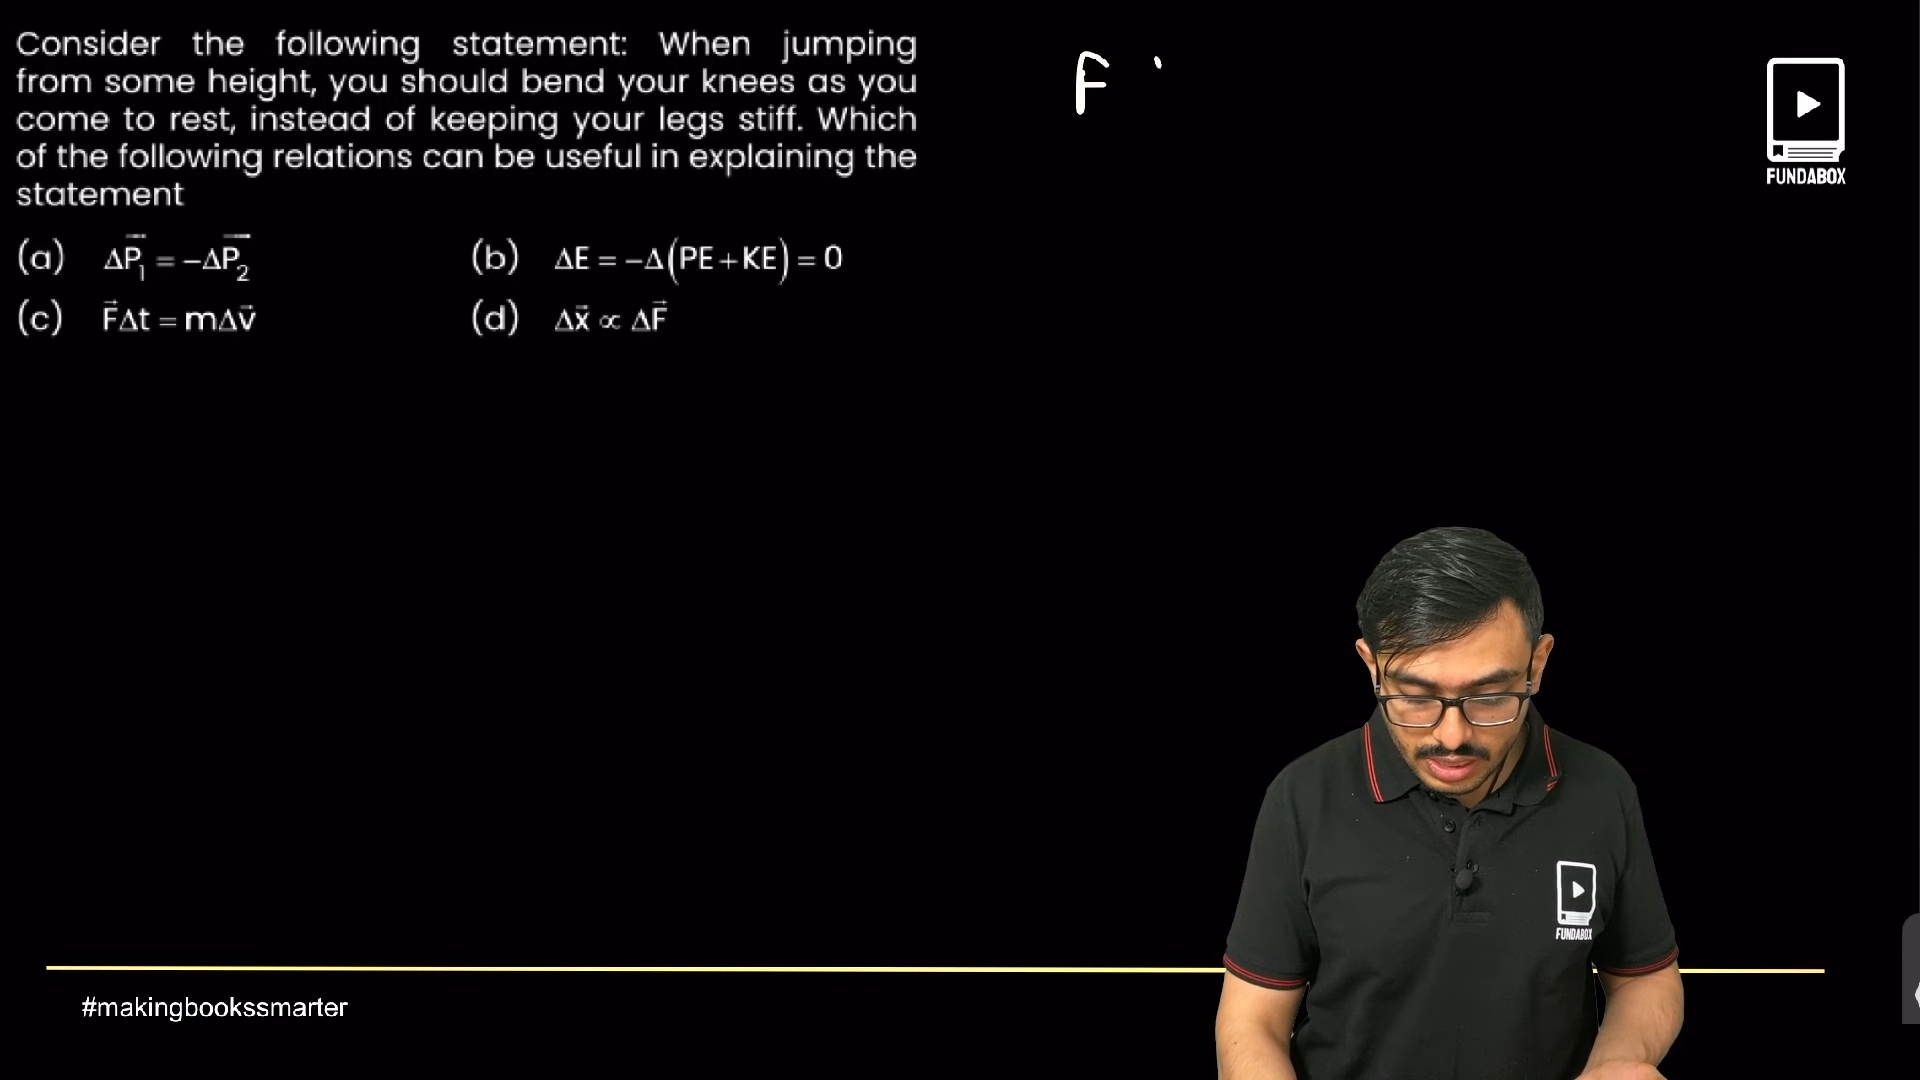 Consider the following statement: When jumping
from some height, you should bend your knees as you
come to rest, instead of keeping your legs stiff. Which
of the following relations can be useful in explaining the
statement
(a) ΔP⃗₁ = −ΔP⃗₂ (b) ΔE = −Δ(PE+KE) = 0
(c) F⃗Δt = mΔv⃗ (d) Δx⃗ ∝ ΔF⃗
F
FUNDABOX
FUNDABOX
#makingbookssmarter